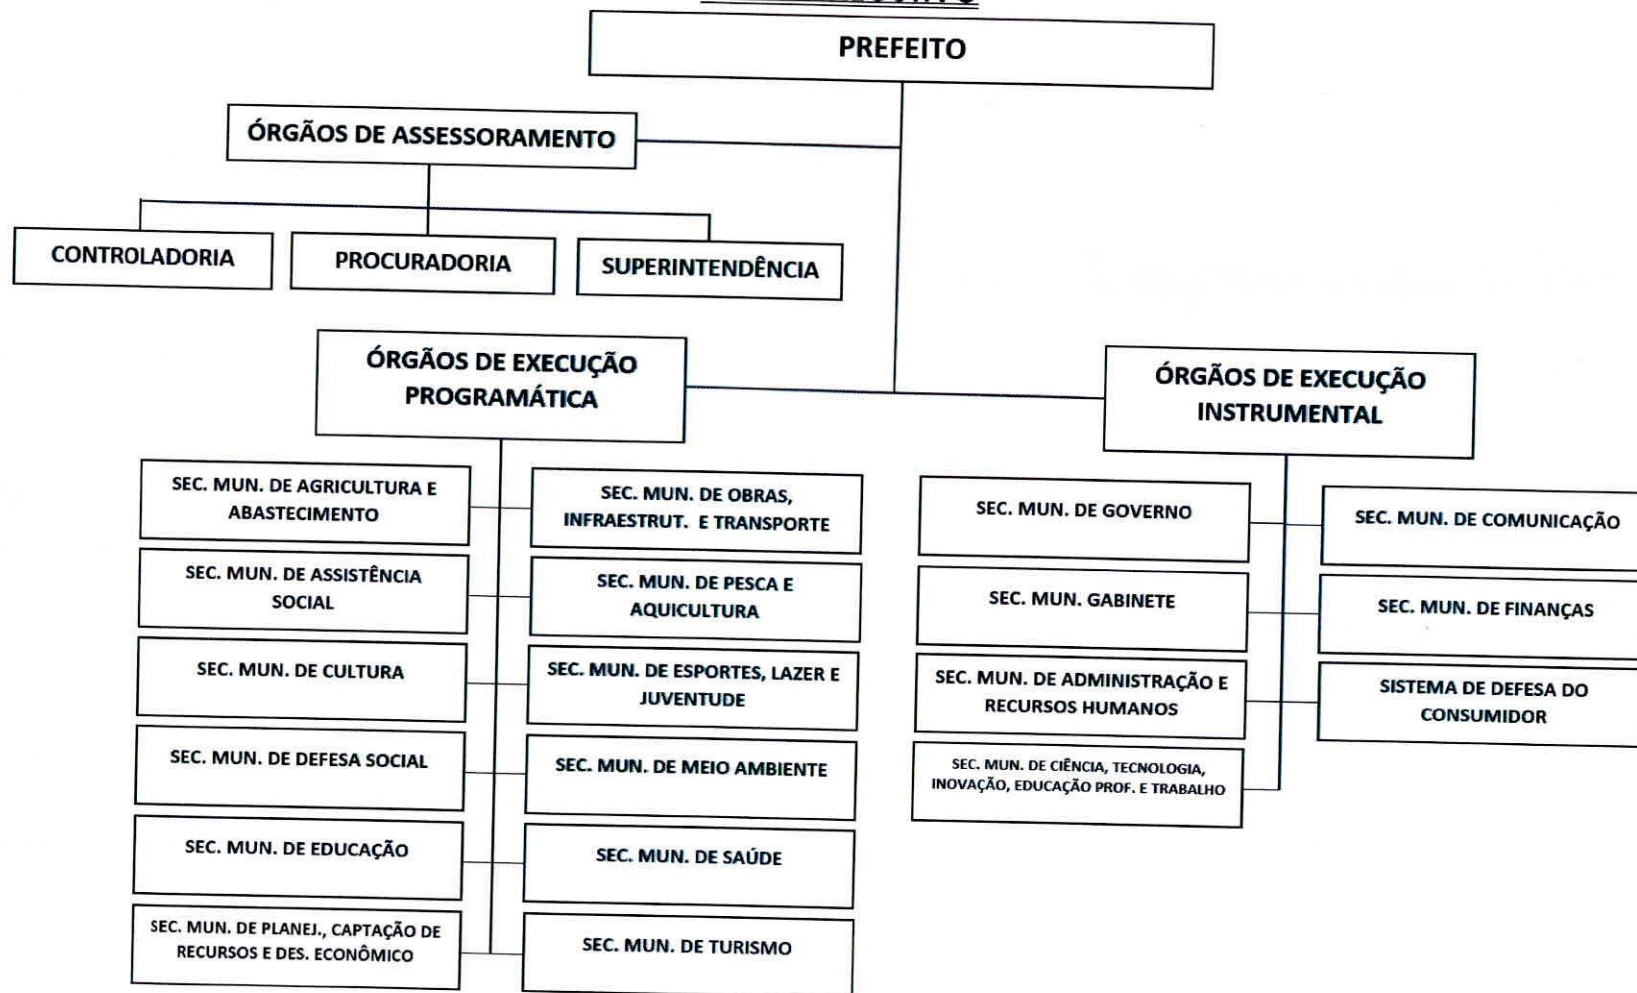 PREFEITO
ÓRGÃOS DE ASSESSORAMENTO
CONTROLADORIA
PROCURADORIA
SUPERINTENDÊNCIA
ÓRGÃOS DE EXECUÇÃO
PROGRAMÁTICA
ÓRGÃOS DE EXECUÇÃO
INSTRUMENTAL
SEC. MUN. DE AGRICULTURA E
ABASTECIMENTO
SEC. MUN. DE OBRAS,
INFRAESTRUT. E TRANSPORTE
SEC. MUN. DE ASSISTÊNCIA
SOCIAL
SEC. MUN. DE PESCA E
AQUICULTURA
SEC. MUN. DE CULTURA
SEC. MUN. DE ESPORTES, LAZER E
JUVENTUDE
SEC. MUN. DE DEFESA SOCIAL
SEC. MUN. DE MEIO AMBIENTE
SEC. MUN. DE EDUCAÇÃO
SEC. MUN. DE SAÚDE
SEC. MUN. DE PLANEJ., CAPTAÇÃO DE
RECURSOS E DES. ECONÔMICO
SEC. MUN. DE TURISMO
SEC. MUN. DE GOVERNO
SEC. MUN. DE COMUNICAÇÃO
SEC. MUN. GABINETE
SEC. MUN. DE FINANÇAS
SEC. MUN. DE ADMINISTRAÇÃO E
RECURSOS HUMANOS
SISTEMA DE DEFESA DO
CONSUMIDOR
SEC. MUN. DE CIÊNCIA, TECNOLOGIA,
INOVAÇÃO, EDUCAÇÃO PROF. E TRABALHO